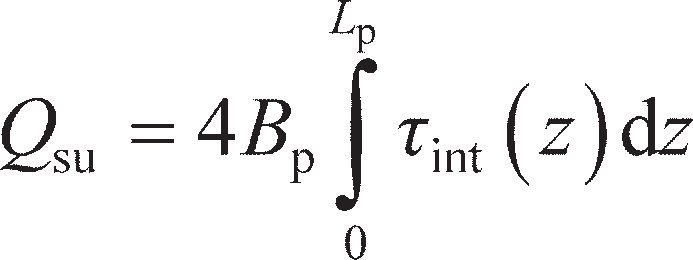 Q_su = 4B_p ∫_0^{L_p} τ_int (z) dz